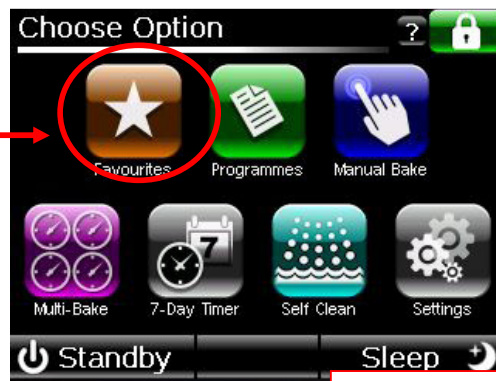 Choose Option ?
Favourites Programmes Manual Bake
7
Multi-Bake 7-Day Timer Self Clean Settings
Standby Sleep